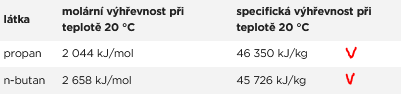 látka molární výhřevnost při teplotě 20 °C specifická výhřevnost při teplotě 20 °C
propan 2 044 kJ/mol 46 350 kJ/kg
n-butan 2 658 kJ/mol 45 726 kJ/kg